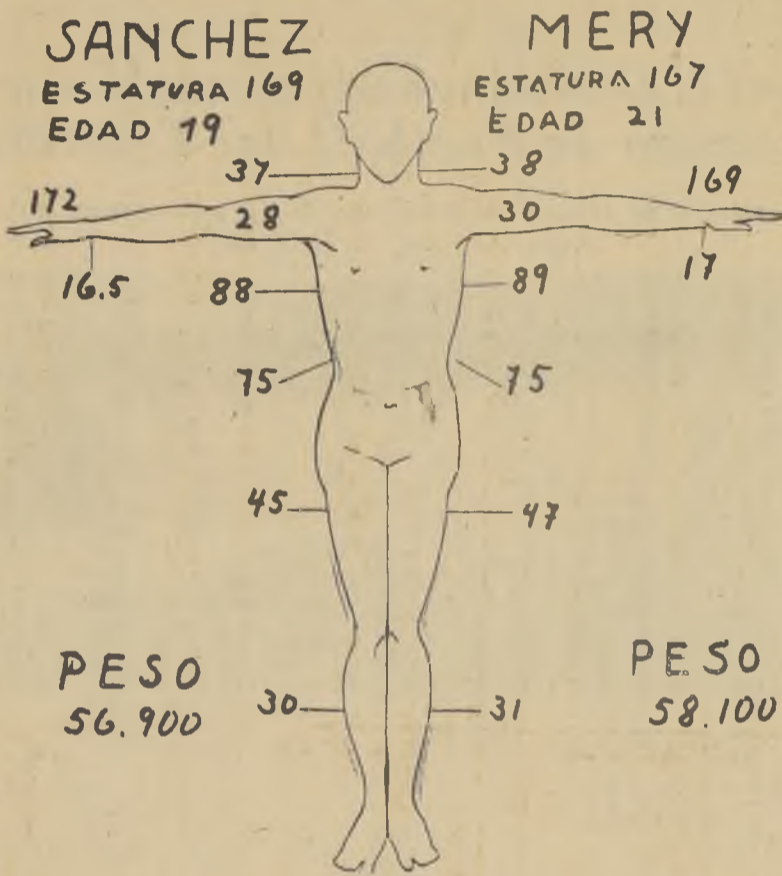 SANCHEZ
ESTATURA 169
EDAD 19
MERY
ESTATURA 167
EDAD 21
37
38
172
169
28
30
16.5
17
88
89
75
75
45
47
PESO
56.900
30
31
PESO
58.100